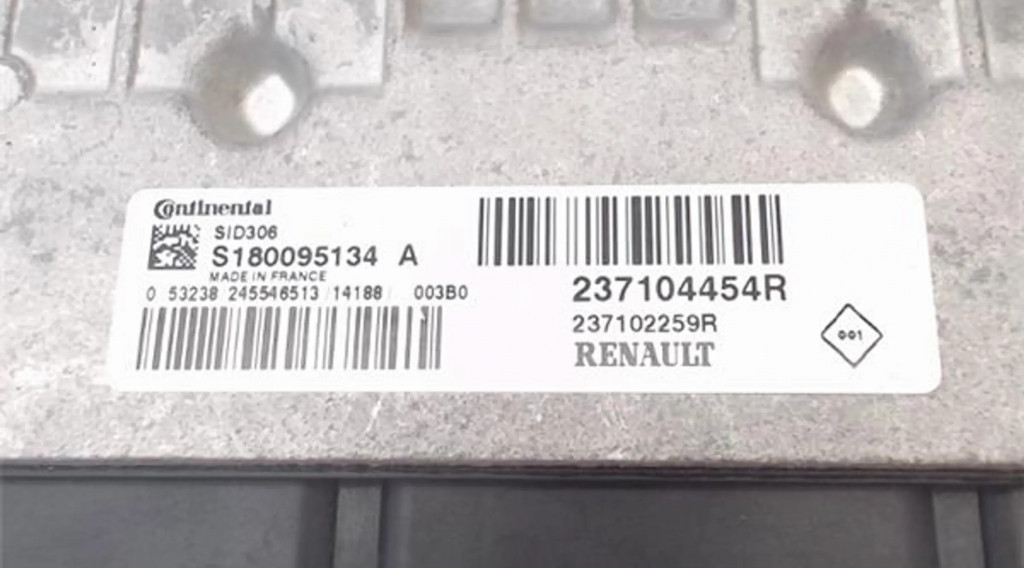 Continental
SID306
S180095134 A
MADE IN FRANCE
0 53238 245546513 14188 003B0
237104454R
237102259R
RENAULT
001